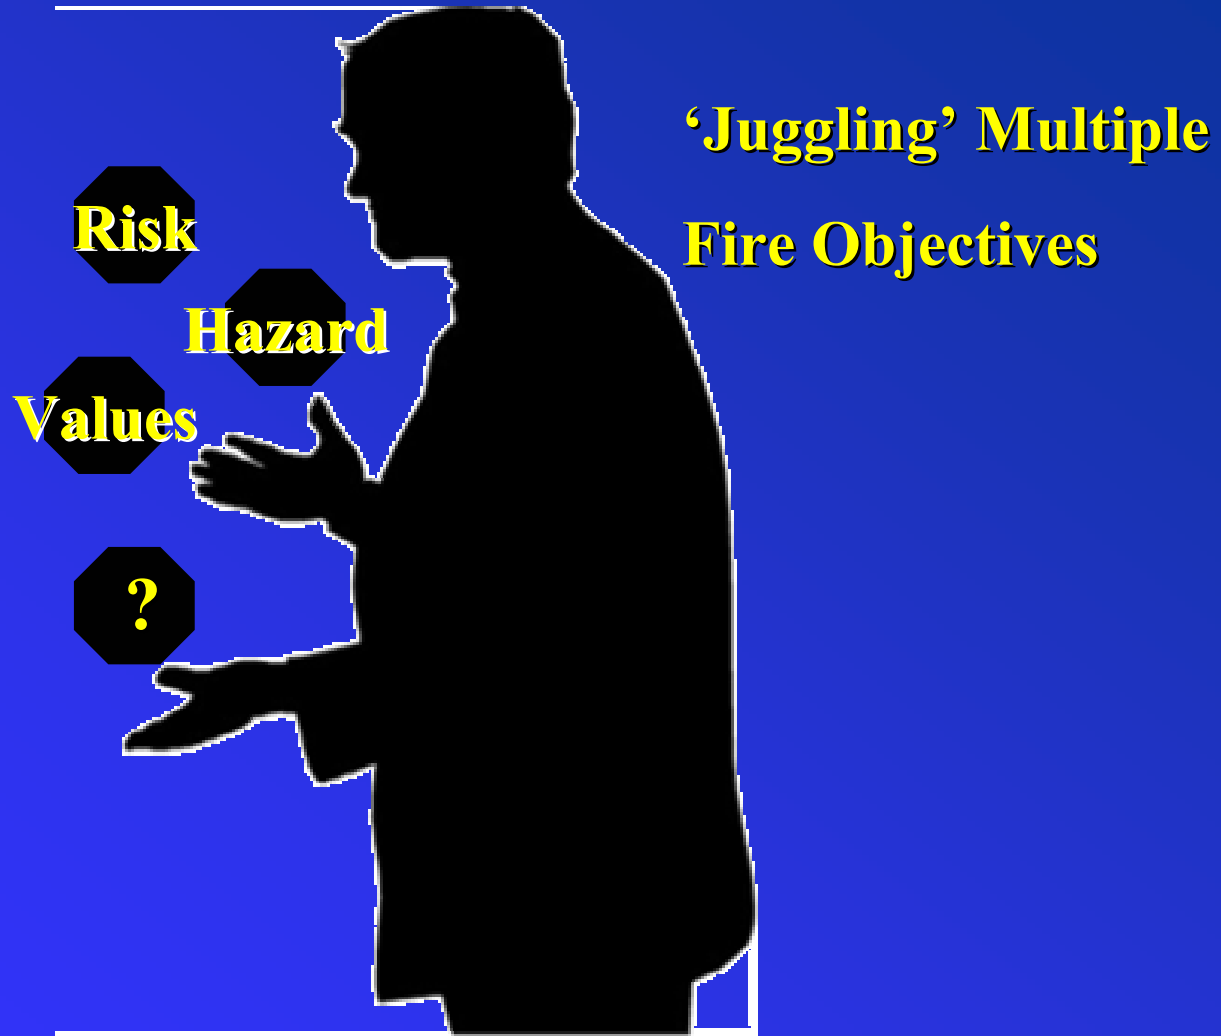 ‘Juggling’ Multiple
Fire Objectives
Risk
Hazard
Values
?